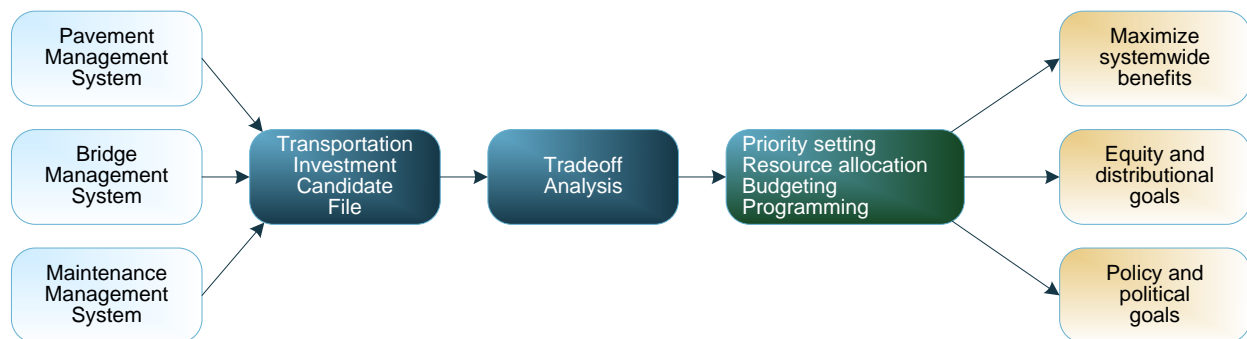 Pavement
Management
System
Bridge
Management
System
Maintenance
Management
System
Transportation
Investment
Candidate
File
Tradeoff
Analysis
Priority setting
Resource allocation
Budgeting
Programming
Maximize
systemwide
benefits
Equity and
distributional
goals
Policy and
political
goals